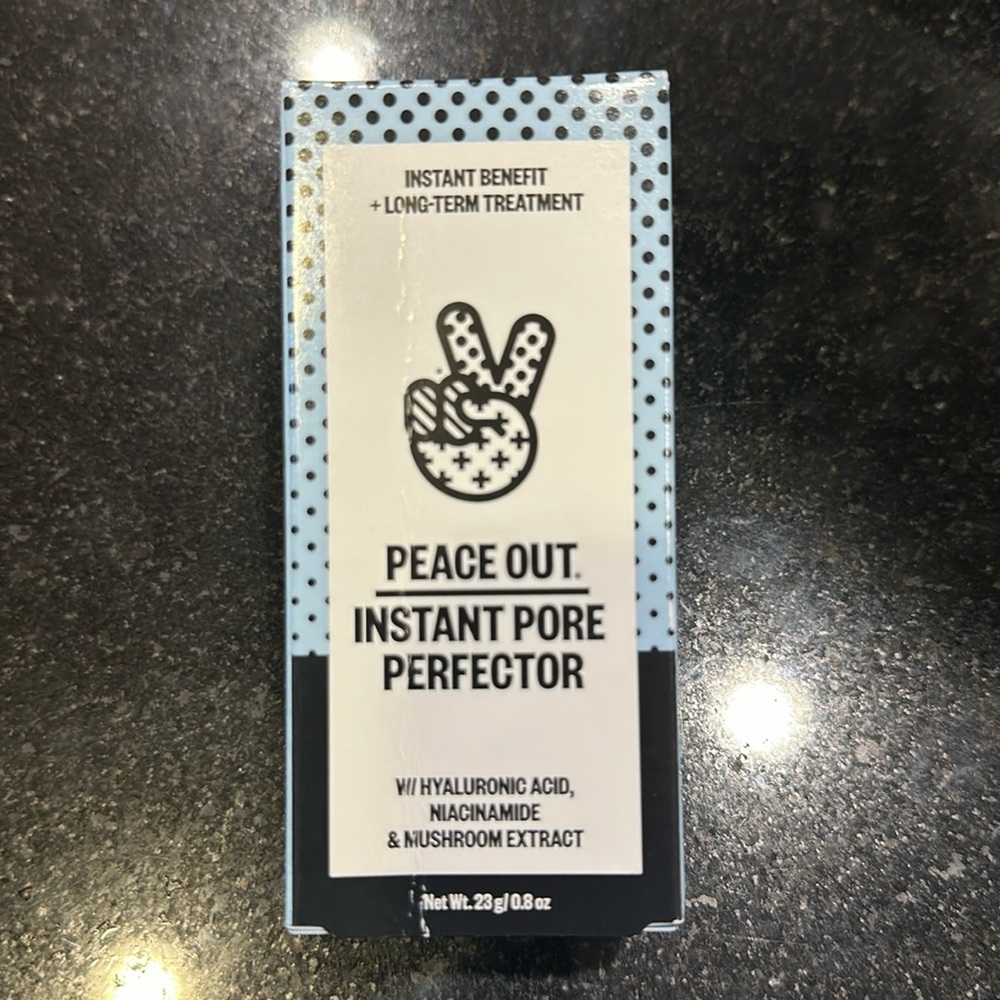 INSTANT BENEFIT
+ LONG-TERM TREATMENT
PEACE OUT®
INSTANT PORE
PERFECTOR
W/ HYALURONIC ACID,
NIACINAMIDE
& MUSHROOM EXTRACT
Net Wt. 23 g/ 0.8 oz